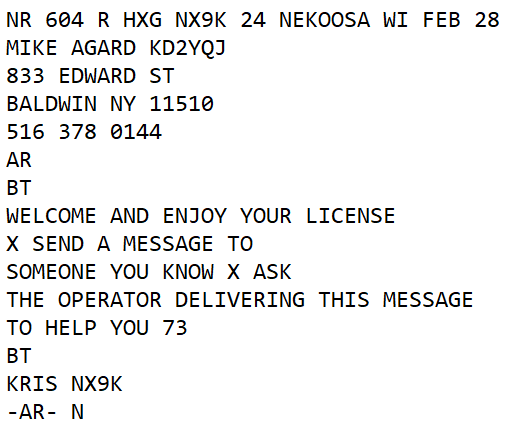 NR 604 R HXG NX9K 24 NEKOOSA WI FEB 28
MIKE AGARD KD2YQJ
833 EDWARD ST
BALDWIN NY 11510
516 378 0144
AR
BT
WELCOME AND ENJOY YOUR LICENSE
X SEND A MESSAGE TO
SOMEONE YOU KNOW X ASK
THE OPERATOR DELIVERING THIS MESSAGE
TO HELP YOU 73
BT
KRIS NX9K
-AR- N